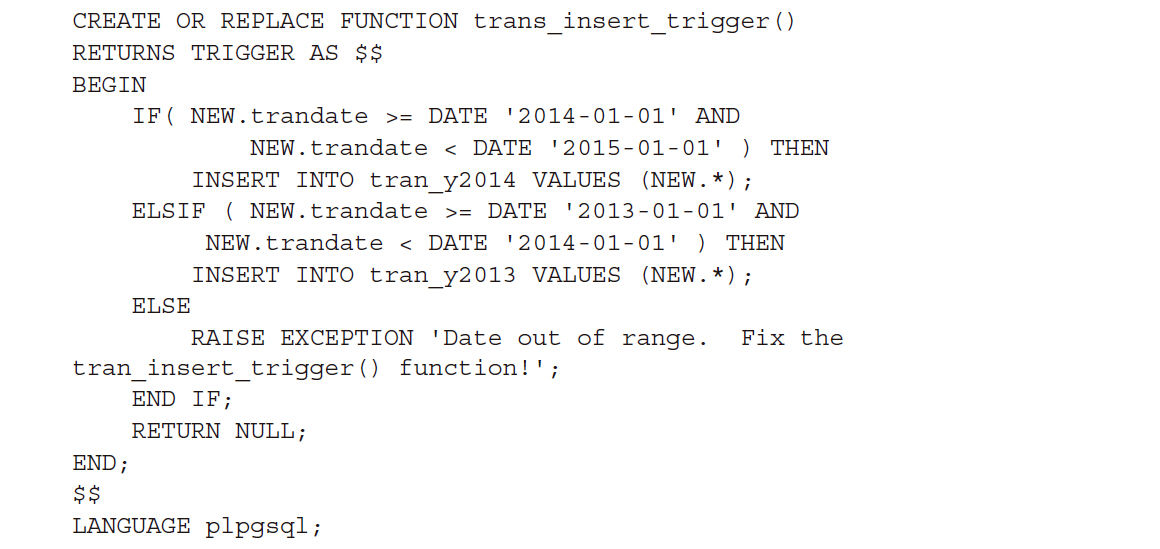 CREATE OR REPLACE FUNCTION trans_insert_trigger()
RETURNS TRIGGER AS $$
BEGIN
    IF( NEW.trandate >= DATE '2014-01-01' AND
            NEW.trandate < DATE '2015-01-01' ) THEN
        INSERT INTO tran_y2014 VALUES (NEW.*);
    ELSIF ( NEW.trandate >= DATE '2013-01-01' AND
         NEW.trandate < DATE '2014-01-01' ) THEN
        INSERT INTO tran_y2013 VALUES (NEW.*);
    ELSE
        RAISE EXCEPTION 'Date out of range.  Fix the
tran_insert_trigger() function!';
    END IF;
    RETURN NULL;
END;
$$
LANGUAGE plpgsql;